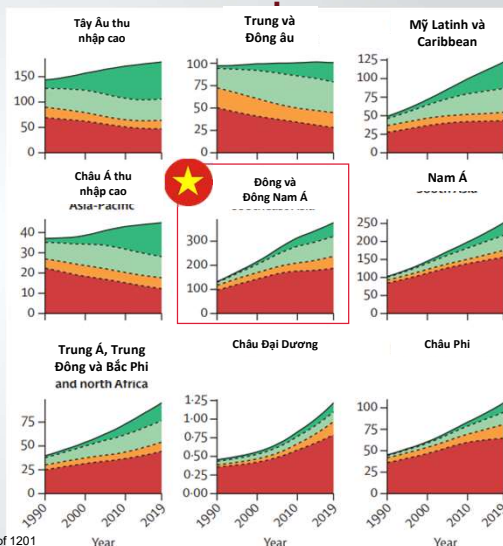 Tây Âu thu
nhập cao
150
100
50
0
Trung và
Đông âu
100
75
50
25
0
Mỹ Latinh và
Caribbean
125
100
75
50
25
0
Châu Á thu
nhập cao
Asia-Pacific
40
30
20
10
0
Đông và
Đông Nam Á
300
200
100
0
Nam Á
South Asia
250
200
150
100
50
0
Trung Á, Trung
Đông và Bắc Phi
and north Africa
75
50
25
0
1990
2000
2010
2019
Year
Châu Đại Dương
1·25
1·00
0·75
0·50
0·25
0·00
1990
2000
2010
2019
Year
Châu Phi
100
75
50
25
0
1990
2000
2010
2019
Year
of 1201